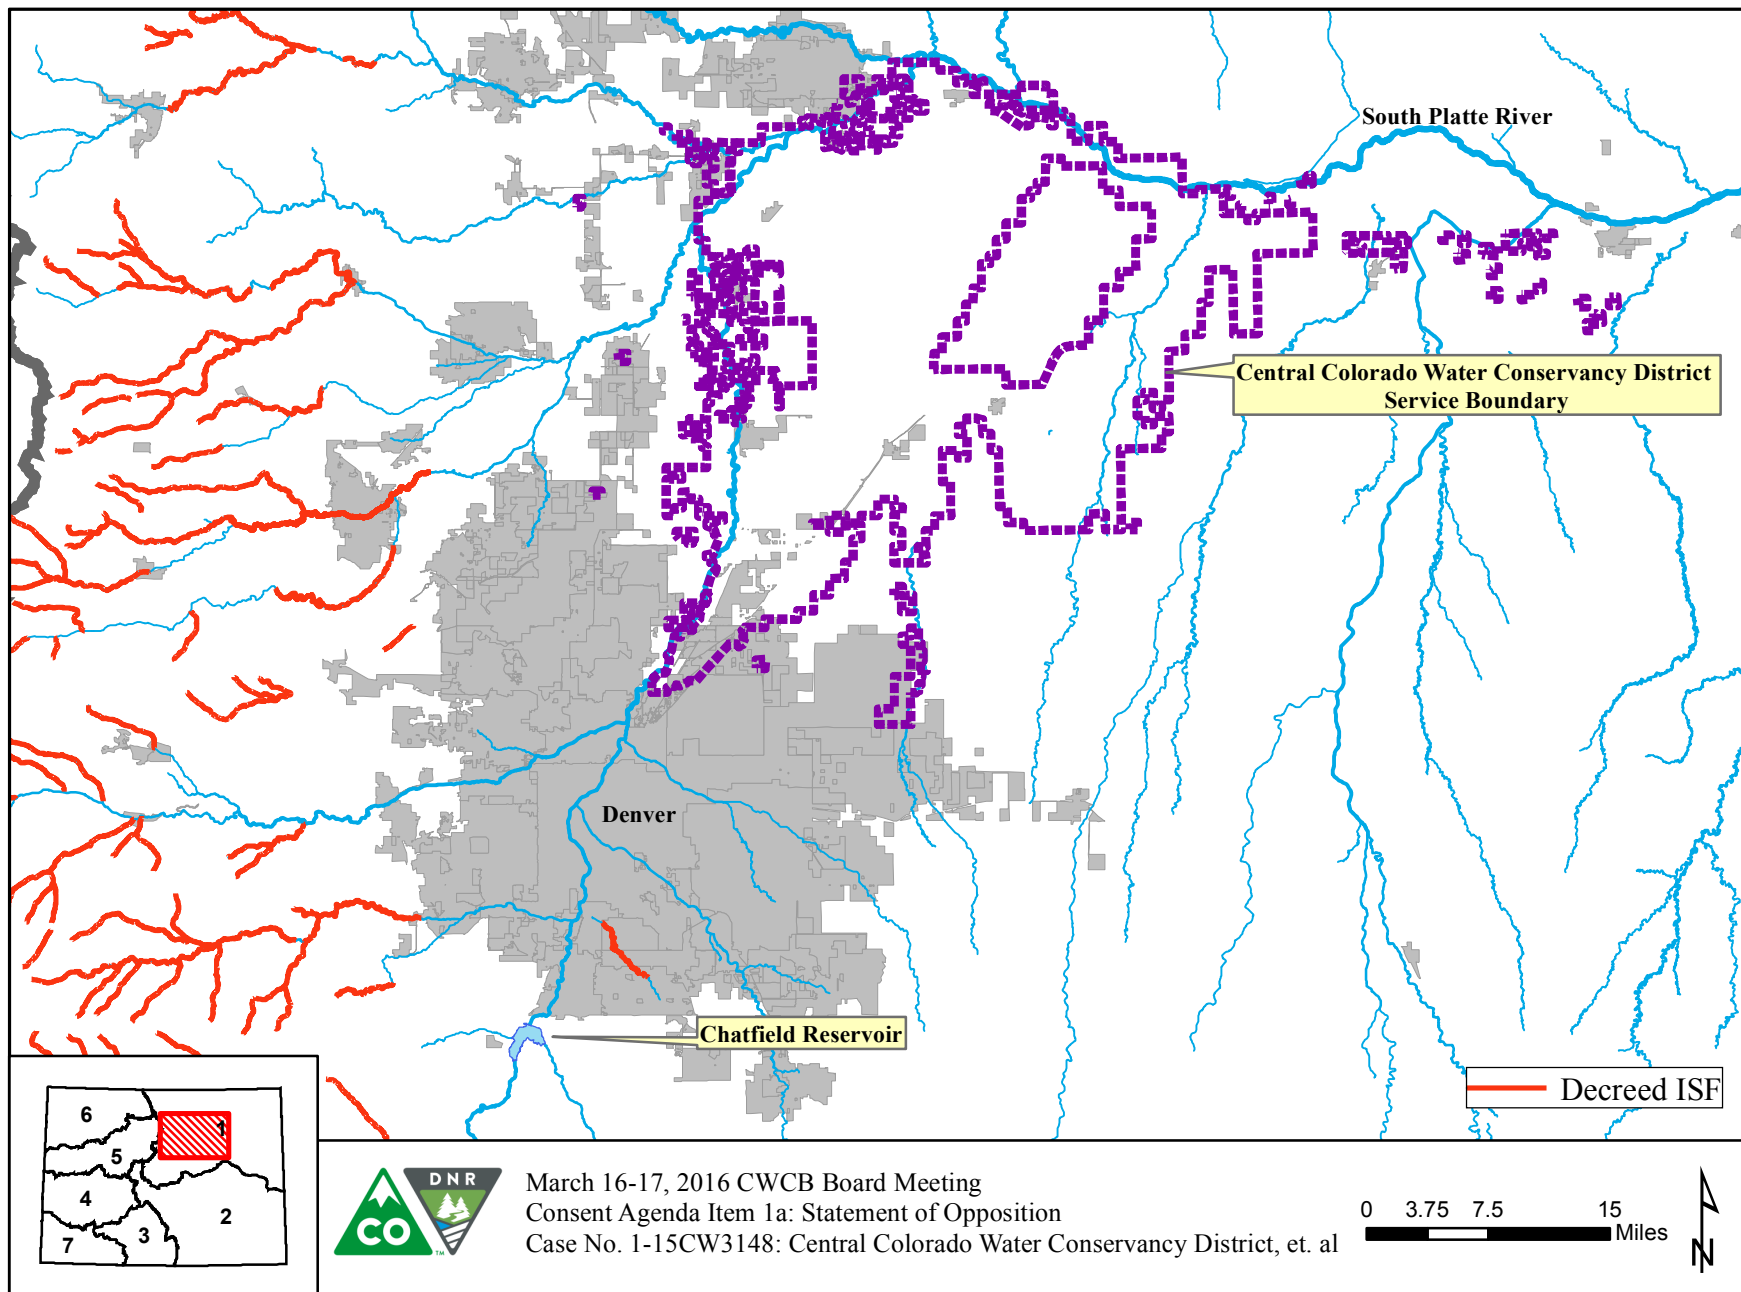 South Platte River
Central Colorado Water Conservancy District
Service Boundary
Denver
Chatfield Reservoir
Decreed ISF
6
1
5
4
2
3
7
CO
TM
DNR
March 16-17, 2016 CWCB Board Meeting
Consent Agenda Item 1a: Statement of Opposition
Case No. 1-15CW3148: Central Colorado Water Conservancy District, et. al
0 3.75 7.5 15
Miles
N